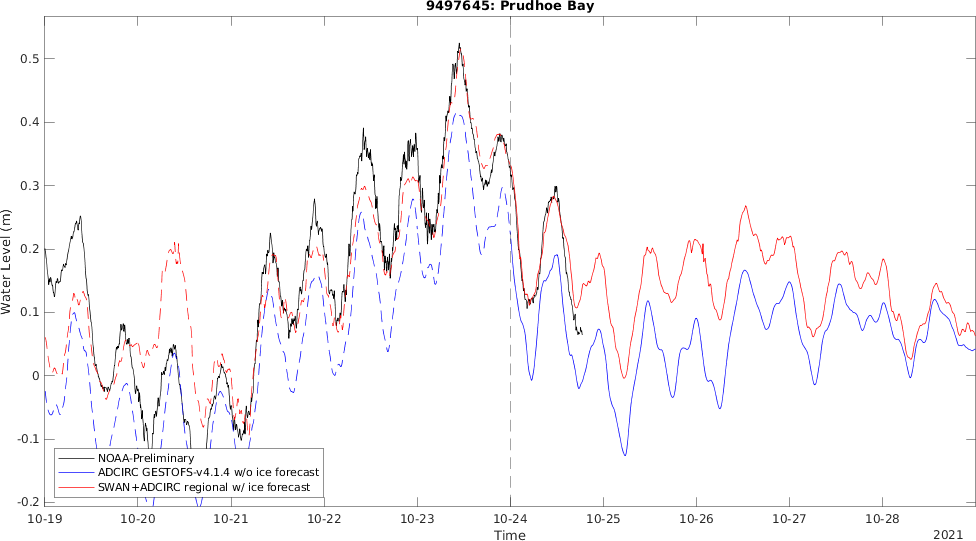 9497645: Prudhoe Bay
0.5
0.4
0.3
0.2
0.1
0
-0.1
-0.2
Water Level (m)
NOAA-Preliminary
ADCIRC GESTOFS-v4.1.4 w/o ice forecast
SWAN+ADCIRC regional w/ ice forecast
10-19 10-20 10-21 10-22 10-23 10-24 10-25 10-26 10-27 10-28
Time
2021